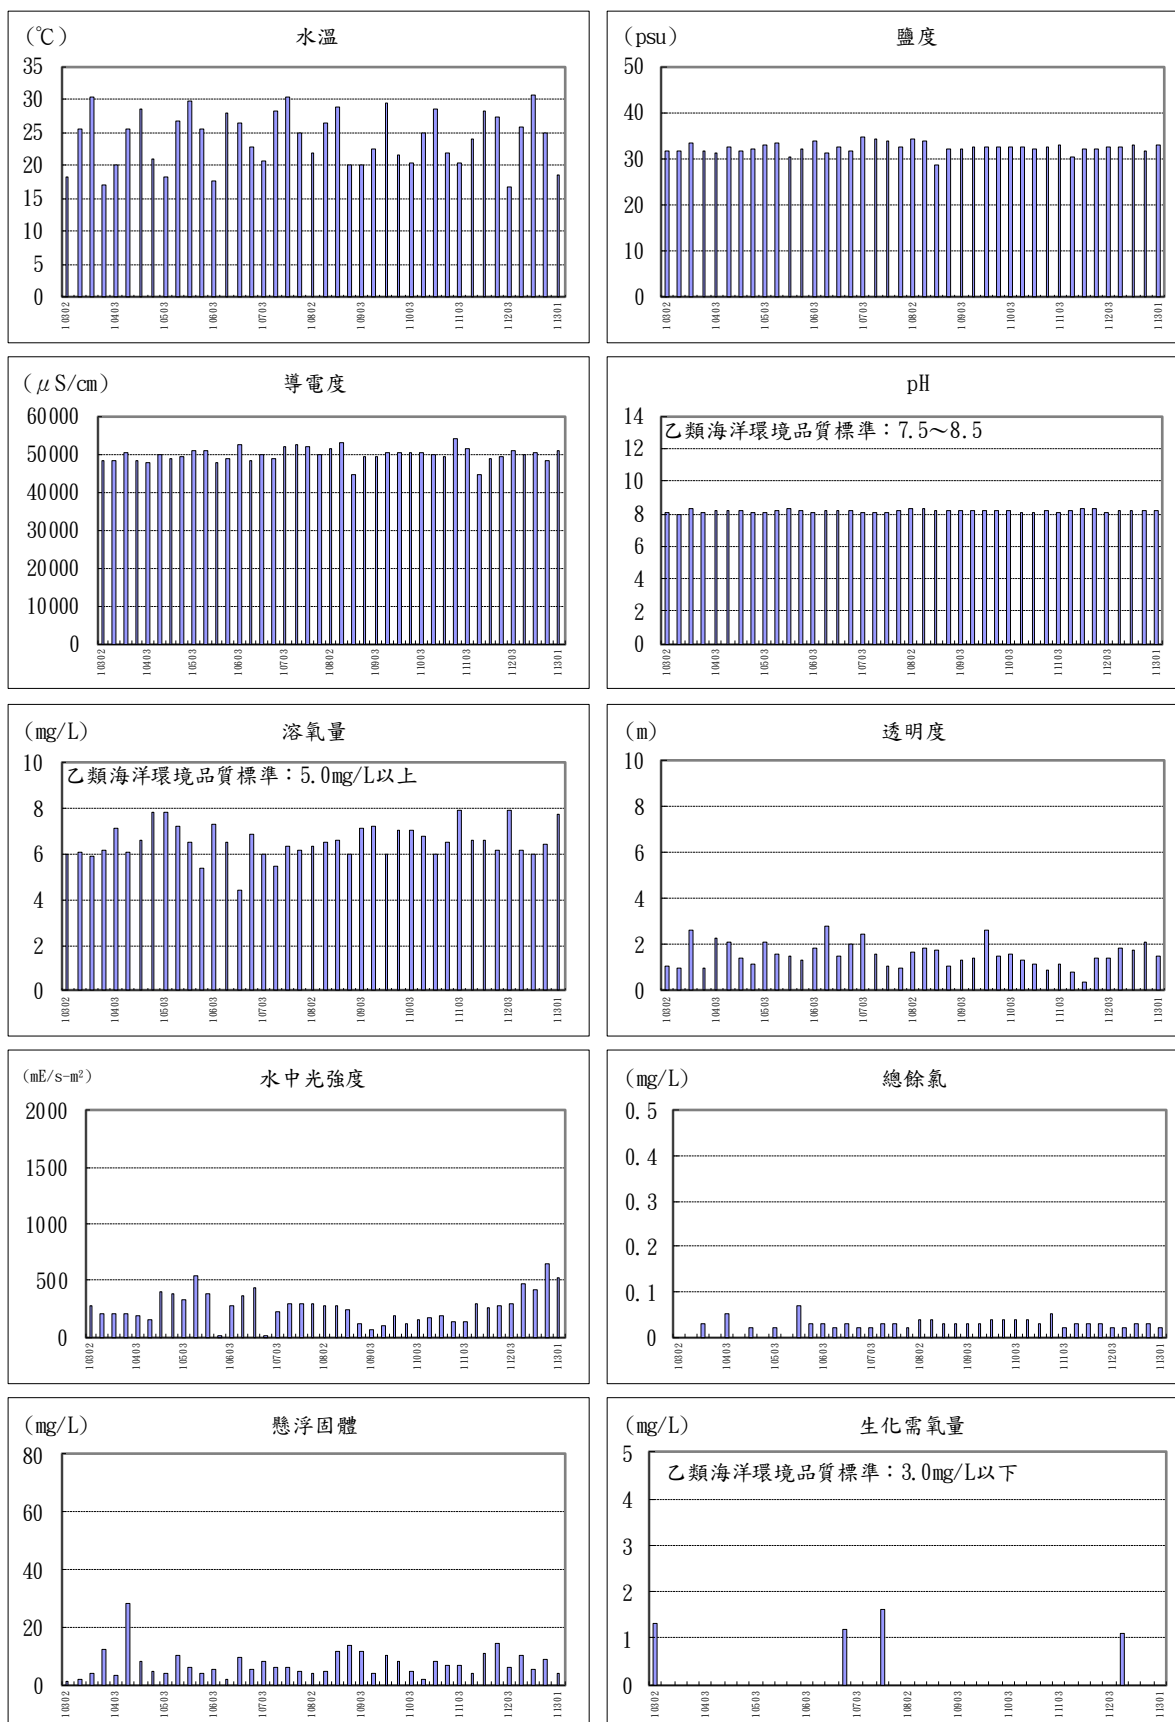 (℃) 水溫
35
30
25
20
15
10
5
0
10302 10403 10503 10603 10703 10802 10903 11003 11103 11203 11301
(psu) 鹽度
50
40
30
20
10
0
10302 10403 10503 10603 10703 10802 10903 11003 11103 11203 11301
(μS/cm) 導電度
60000
50000
40000
30000
20000
10000
0
10302 10403 10503 10603 10703 10802 10903 11003 11103 11203 11301
pH
14
乙類海洋環境品質標準：7.5～8.5
12
10
8
6
4
2
0
10302 10403 10503 10603 10703 10802 10903 11003 11103 11203 11301
(mg/L) 溶氧量
10
乙類海洋環境品質標準：5.0mg/L以上
8
6
4
2
0
10302 10403 10503 10603 10703 10802 10903 11003 11103 11203 11301
(m) 透明度
10
8
6
4
2
0
10302 10403 10503 10603 10703 10802 10903 11003 11103 11203 11301
(mE/s-m²) 水中光強度
2000
1500
1000
500
0
10302 10403 10503 10603 10703 10802 10903 11003 11103 11203 11301
(mg/L) 總餘氯
0.5
0.4
0.3
0.2
0.1
0
10302 10403 10503 10603 10703 10802 10903 11003 11103 11203 11301
(mg/L) 懸浮固體
80
60
40
20
0
10302 10403 10503 10603 10703 10802 10903 11003 11103 11203 11301
(mg/L) 生化需氧量
5
乙類海洋環境品質標準：3.0mg/L以下
4
3
2
1
0
10302 10403 10503 10603 10703 10802 10903 11003 11103 11203 11301